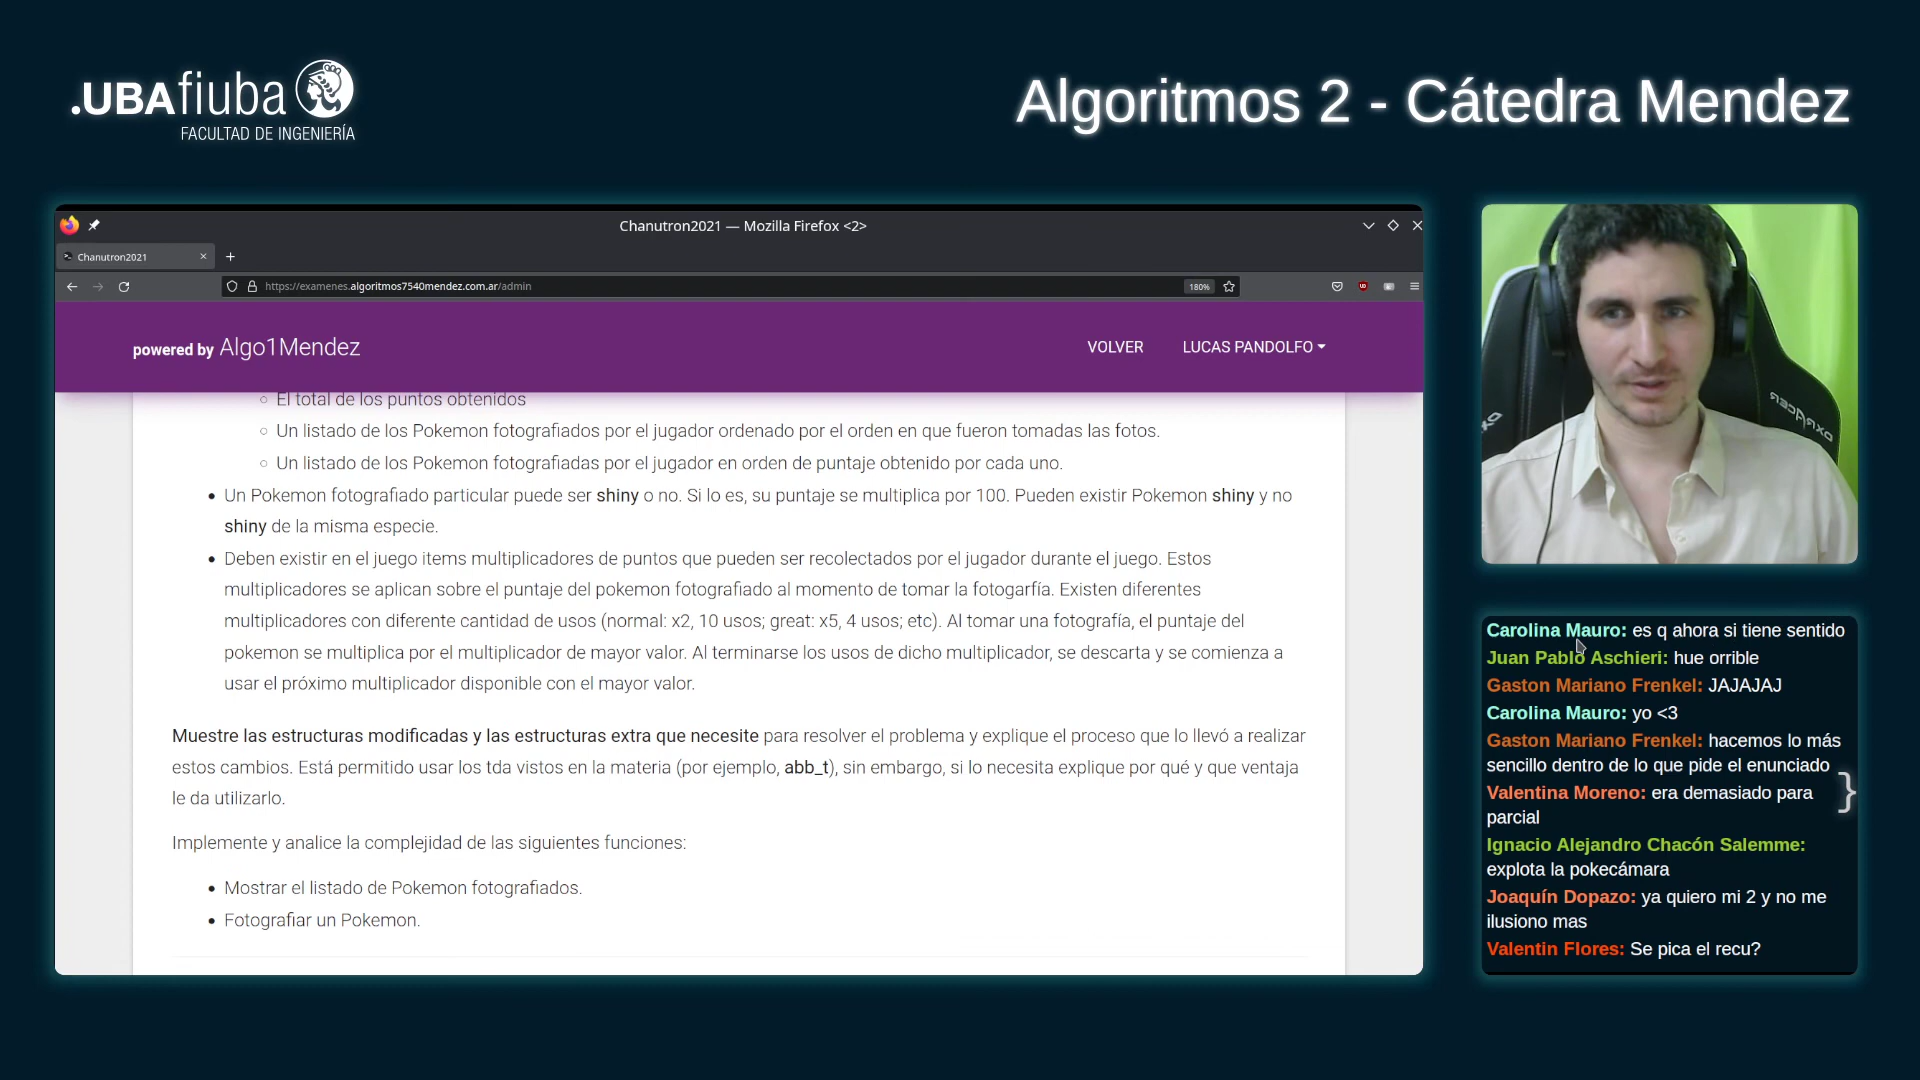 .UBAfiuba
FACULTAD DE INGENIERÍA
Algoritmos 2 - Cátedra Mendez
Chanutron2021 — Mozilla Firefox <2>
Chanutron2021
https://examenes.algoritmos7540mendez.com.ar/admin
180%
powered by Algo1Mendez
VOLVER
LUCAS PANDOLFO
El total de los puntos obtenidos
Un listado de los Pokemon fotografiados por el jugador ordenado por el orden en que fueron tomadas las fotos.
Un listado de los Pokemon fotografiadas por el jugador en orden de puntaje obtenido por cada uno.
Un Pokemon fotografiado particular puede ser shiny o no. Si lo es, su puntaje se multiplica por 100. Pueden existir Pokemon shiny y no
shiny de la misma especie.
Deben existir en el juego items multiplicadores de puntos que pueden ser recolectados por el jugador durante el juego. Estos
multiplicadores se aplican sobre el puntaje del pokemon fotografiado al momento de tomar la fotogarfía. Existen diferentes
multiplicadores con diferente cantidad de usos (normal: x2, 10 usos; great: x5, 4 usos; etc). Al tomar una fotografía, el puntaje del
pokemon se multiplica por el multiplicador de mayor valor. Al terminarse los usos de dicho multiplicador, se descarta y se comienza a
usar el próximo multiplicador disponible con el mayor valor.
Muestre las estructuras modificadas y las estructuras extra que necesite para resolver el problema y explique el proceso que lo llevó a realizar
estos cambios. Está permitido usar los tda vistos en la materia (por ejemplo, abb_t), sin embargo, si lo necesita explique por qué y que ventaja
le da utilizarlo.
Implemente y analice la complejidad de las siguientes funciones:
Mostrar el listado de Pokemon fotografiados.
Fotografiar un Pokemon.
Carolina Mauro: es q ahora si tiene sentido
Juan Pablo Aschieri: hue orrible
Gaston Mariano Frenkel: JAJAJAJ
Carolina Mauro: yo <3
Gaston Mariano Frenkel: hacemos lo más
sencillo dentro de lo que pide el enunciado
Valentina Moreno: era demasiado para
parcial
}
Ignacio Alejandro Chacón Salemme:
explota la pokecámara
Joaquín Dopazo: ya quiero mi 2 y no me
ilusiono mas
Valentin Flores: Se pica el recu?